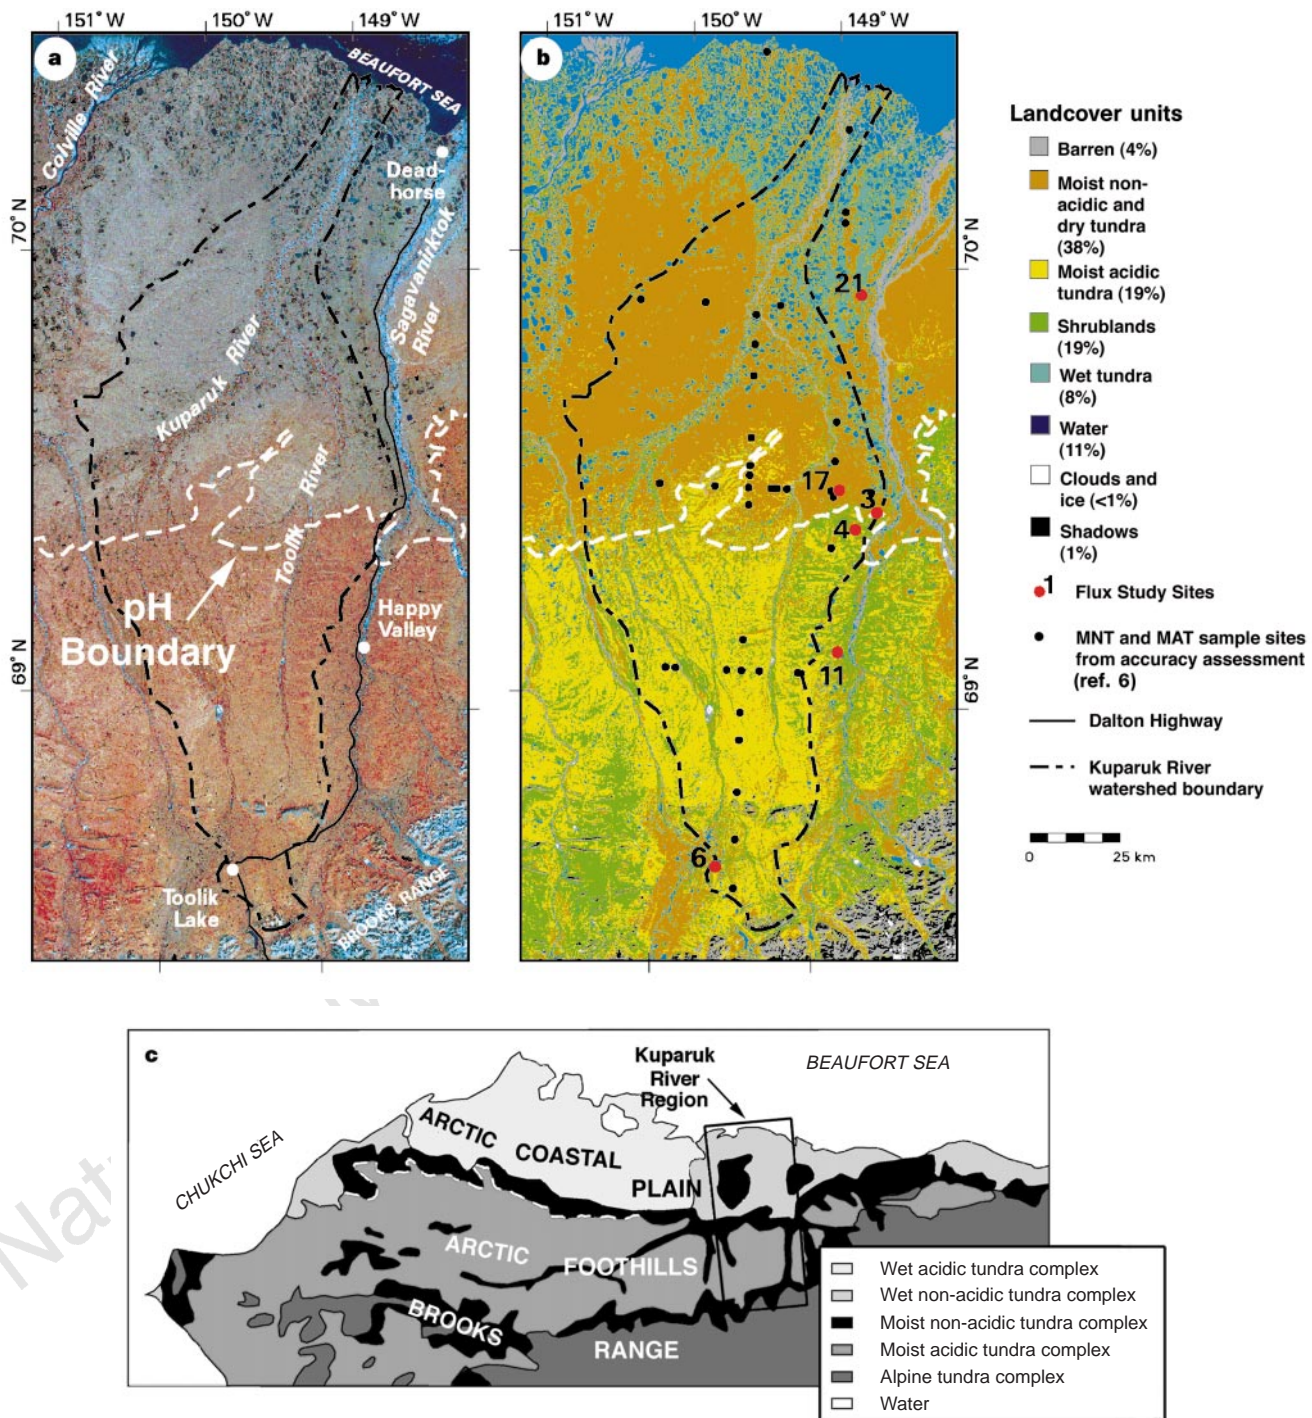 151° W 150° W 149° W
151° W 150° W 149° W
a
BEAUFORT SEA
Colville River
Dead-
horse
70° N
Sagavanirktok
River
Kuparuk River
Toolik River
pH
Boundary
Happy
Valley
69° N
Toolik
Lake
BROOKS RANGE
b
70° N
21
17
3
4
11
69° N
6
Landcover units
Barren (4%)
Moist non-
acidic and
dry tundra
(38%)
Moist acidic
tundra (19%)
Shrublands
(19%)
Wet tundra
(8%)
Water
(11%)
Clouds and
ice (<1%)
Shadows
(1%)
1 Flux Study Sites
MNT and MAT sample sites
from accuracy assessment
(ref. 6)
Dalton Highway
Kuparuk River
watershed boundary
0 25 km
c
Kuparuk
River
Region
BEAUFORT SEA
CHUKCHI SEA
ARCTIC COASTAL PLAIN
ARCTIC FOOTHILLS
BROOKS RANGE
Wet acidic tundra complex
Wet non-acidic tundra complex
Moist non-acidic tundra complex
Moist acidic tundra complex
Alpine tundra complex
Water